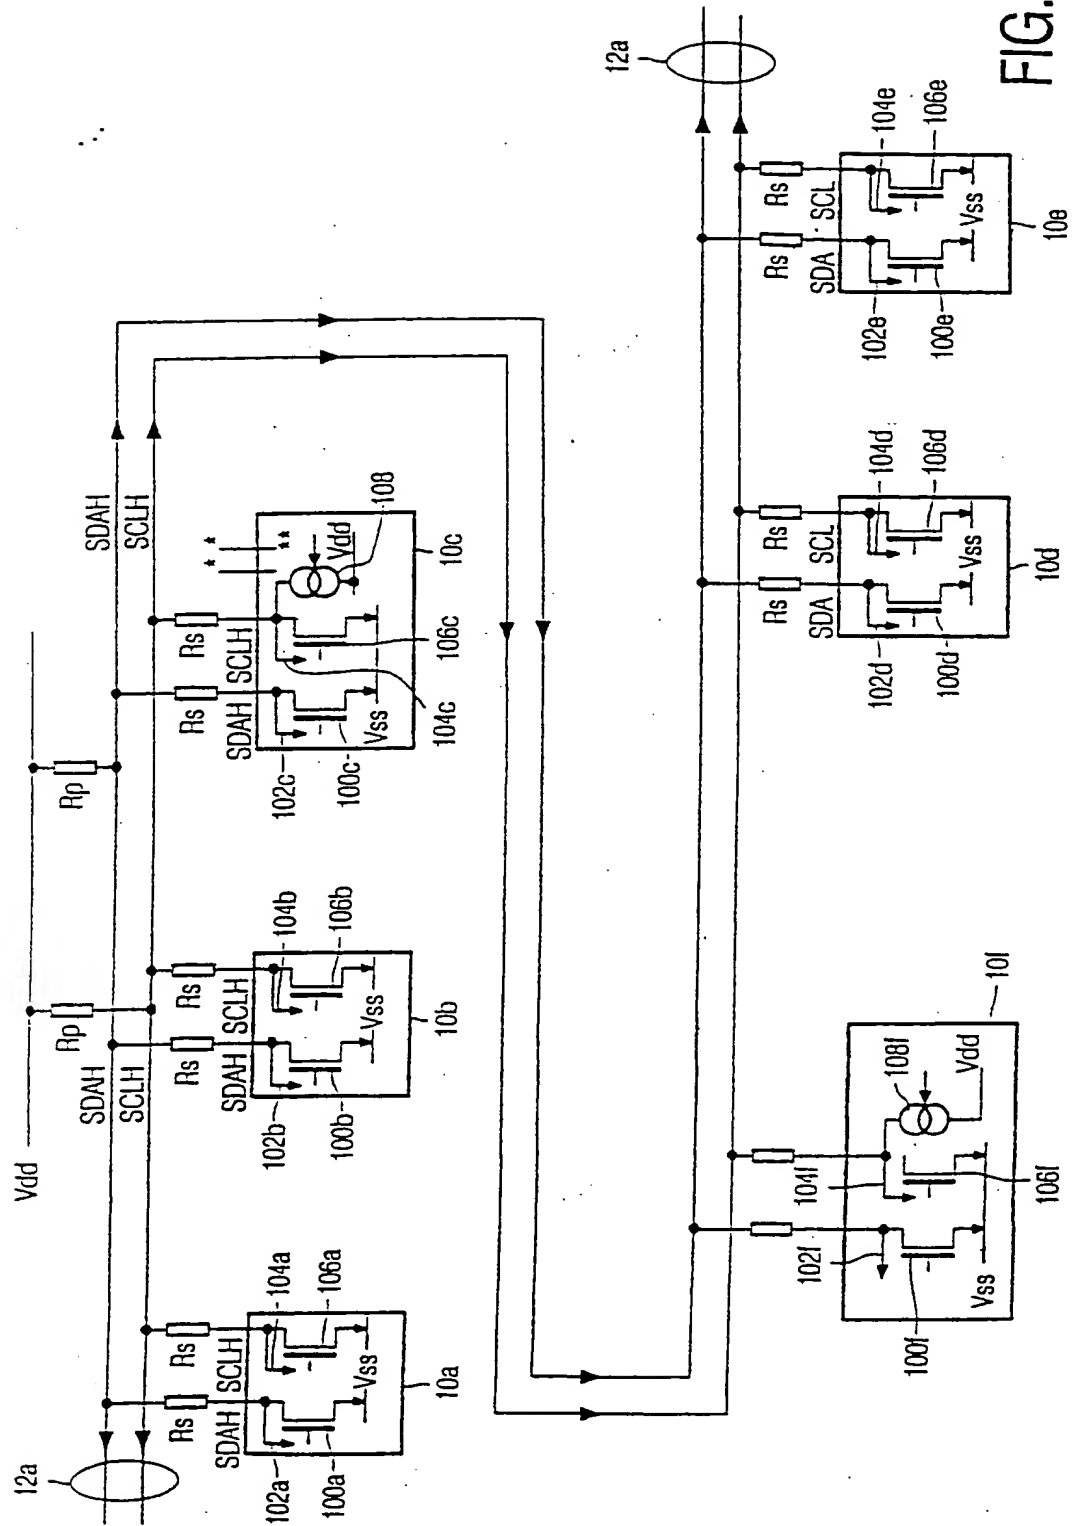 FIG.
12a
Vdd
Rp
Rp
SDAH
SCLH
SDAH
SCLH
Rs
Rs
SDAH
SCLH
102a
104a
106a
100a
Vss
10a
Rs
Rs
SDAH
SCLH
102b
104b
106b
100b
Vss
10b
Rs
Rs
SDAH
SCLH
* *
**
102c
Vdd
108
100c
Vss
104c
106c
10c
12a
102f
104f
108f
Vdd
100f
Vss
106f
10f
Rs
Rs
SDA
SCL
102d
104d
106d
100d
Vss
10d
Rs
Rs
SDA
SCL
102e
104e
106e
100e
Vss
10e